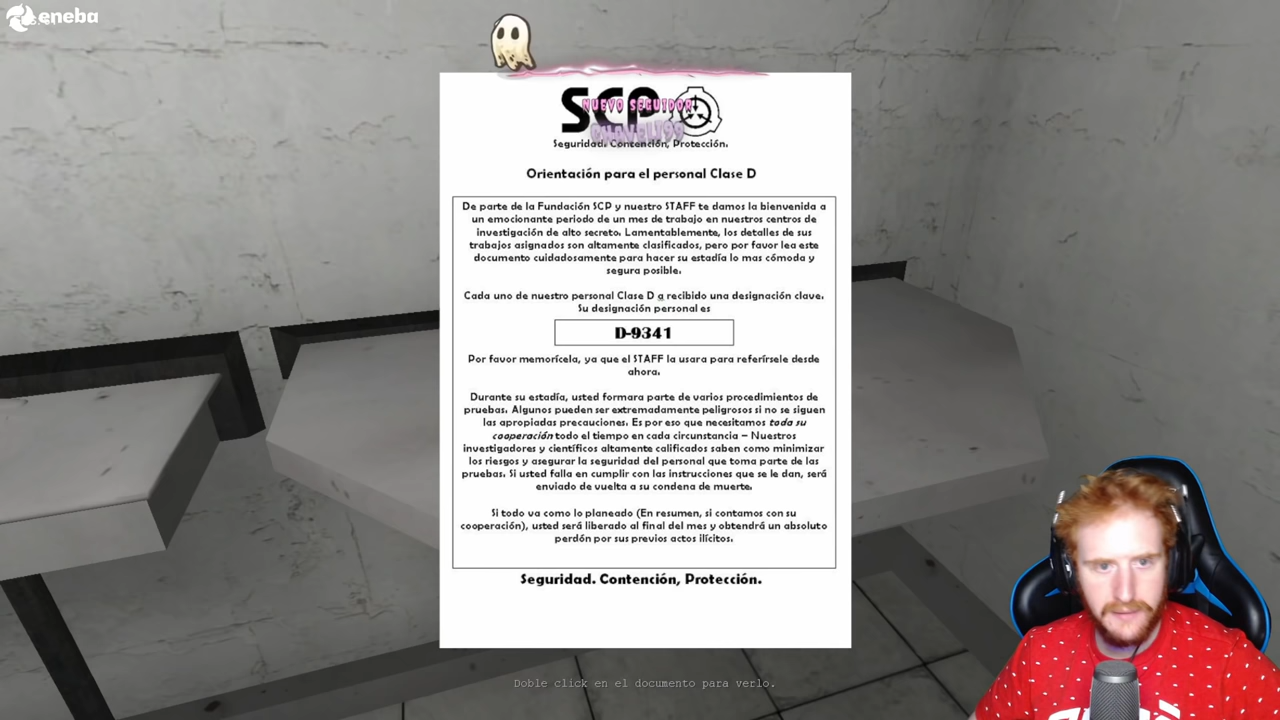 eneba
SCP
NUEVO SEGUIDOR
Seguridad. Contención, Protección.
Orientación para el personal Clase D
De parte de la Fundación SCP y nuestro STAFF te damos la bienvenida a
un emocionante periodo de un mes de trabajo en nuestros centros de
investigación de alto secreto. Lamentablemente, los detalles de sus
trabajos asignados son altamente clasificados, pero por favor lea este
documento cuidadosamente para hacer su estadía lo mas cómoda y
segura posible.
Cada uno de nuestro personal Clase D a recibido una designación clave.
Su designación personal es
D-9341
Por favor memorícela, ya que el STAFF la usara para referírsele desde
ahora.
Durante su estadía, usted formara parte de varios procedimientos de
pruebas. Algunos pueden ser extremadamente peligrosos si no se siguen
las apropiadas precauciones. Es por eso que necesitamos toda su
cooperación todo el tiempo en cada circunstancia – Nuestros
investigadores y científicos altamente calificados saben como minimizar
los riesgos y asegurar la seguridad del personal que toma parte de las
pruebas. Si usted falla en cumplir con las instrucciones que se le dan, será
enviado de vuelta a su condena de muerte.
Si todo va como lo planeado (En resumen, si contamos con su
cooperación), usted será liberado al final del mes y obtendrá un absoluto
perdón por sus previos actos ilícitos.
Seguridad. Contención, Protección.
Doble click en el documento para verlo.